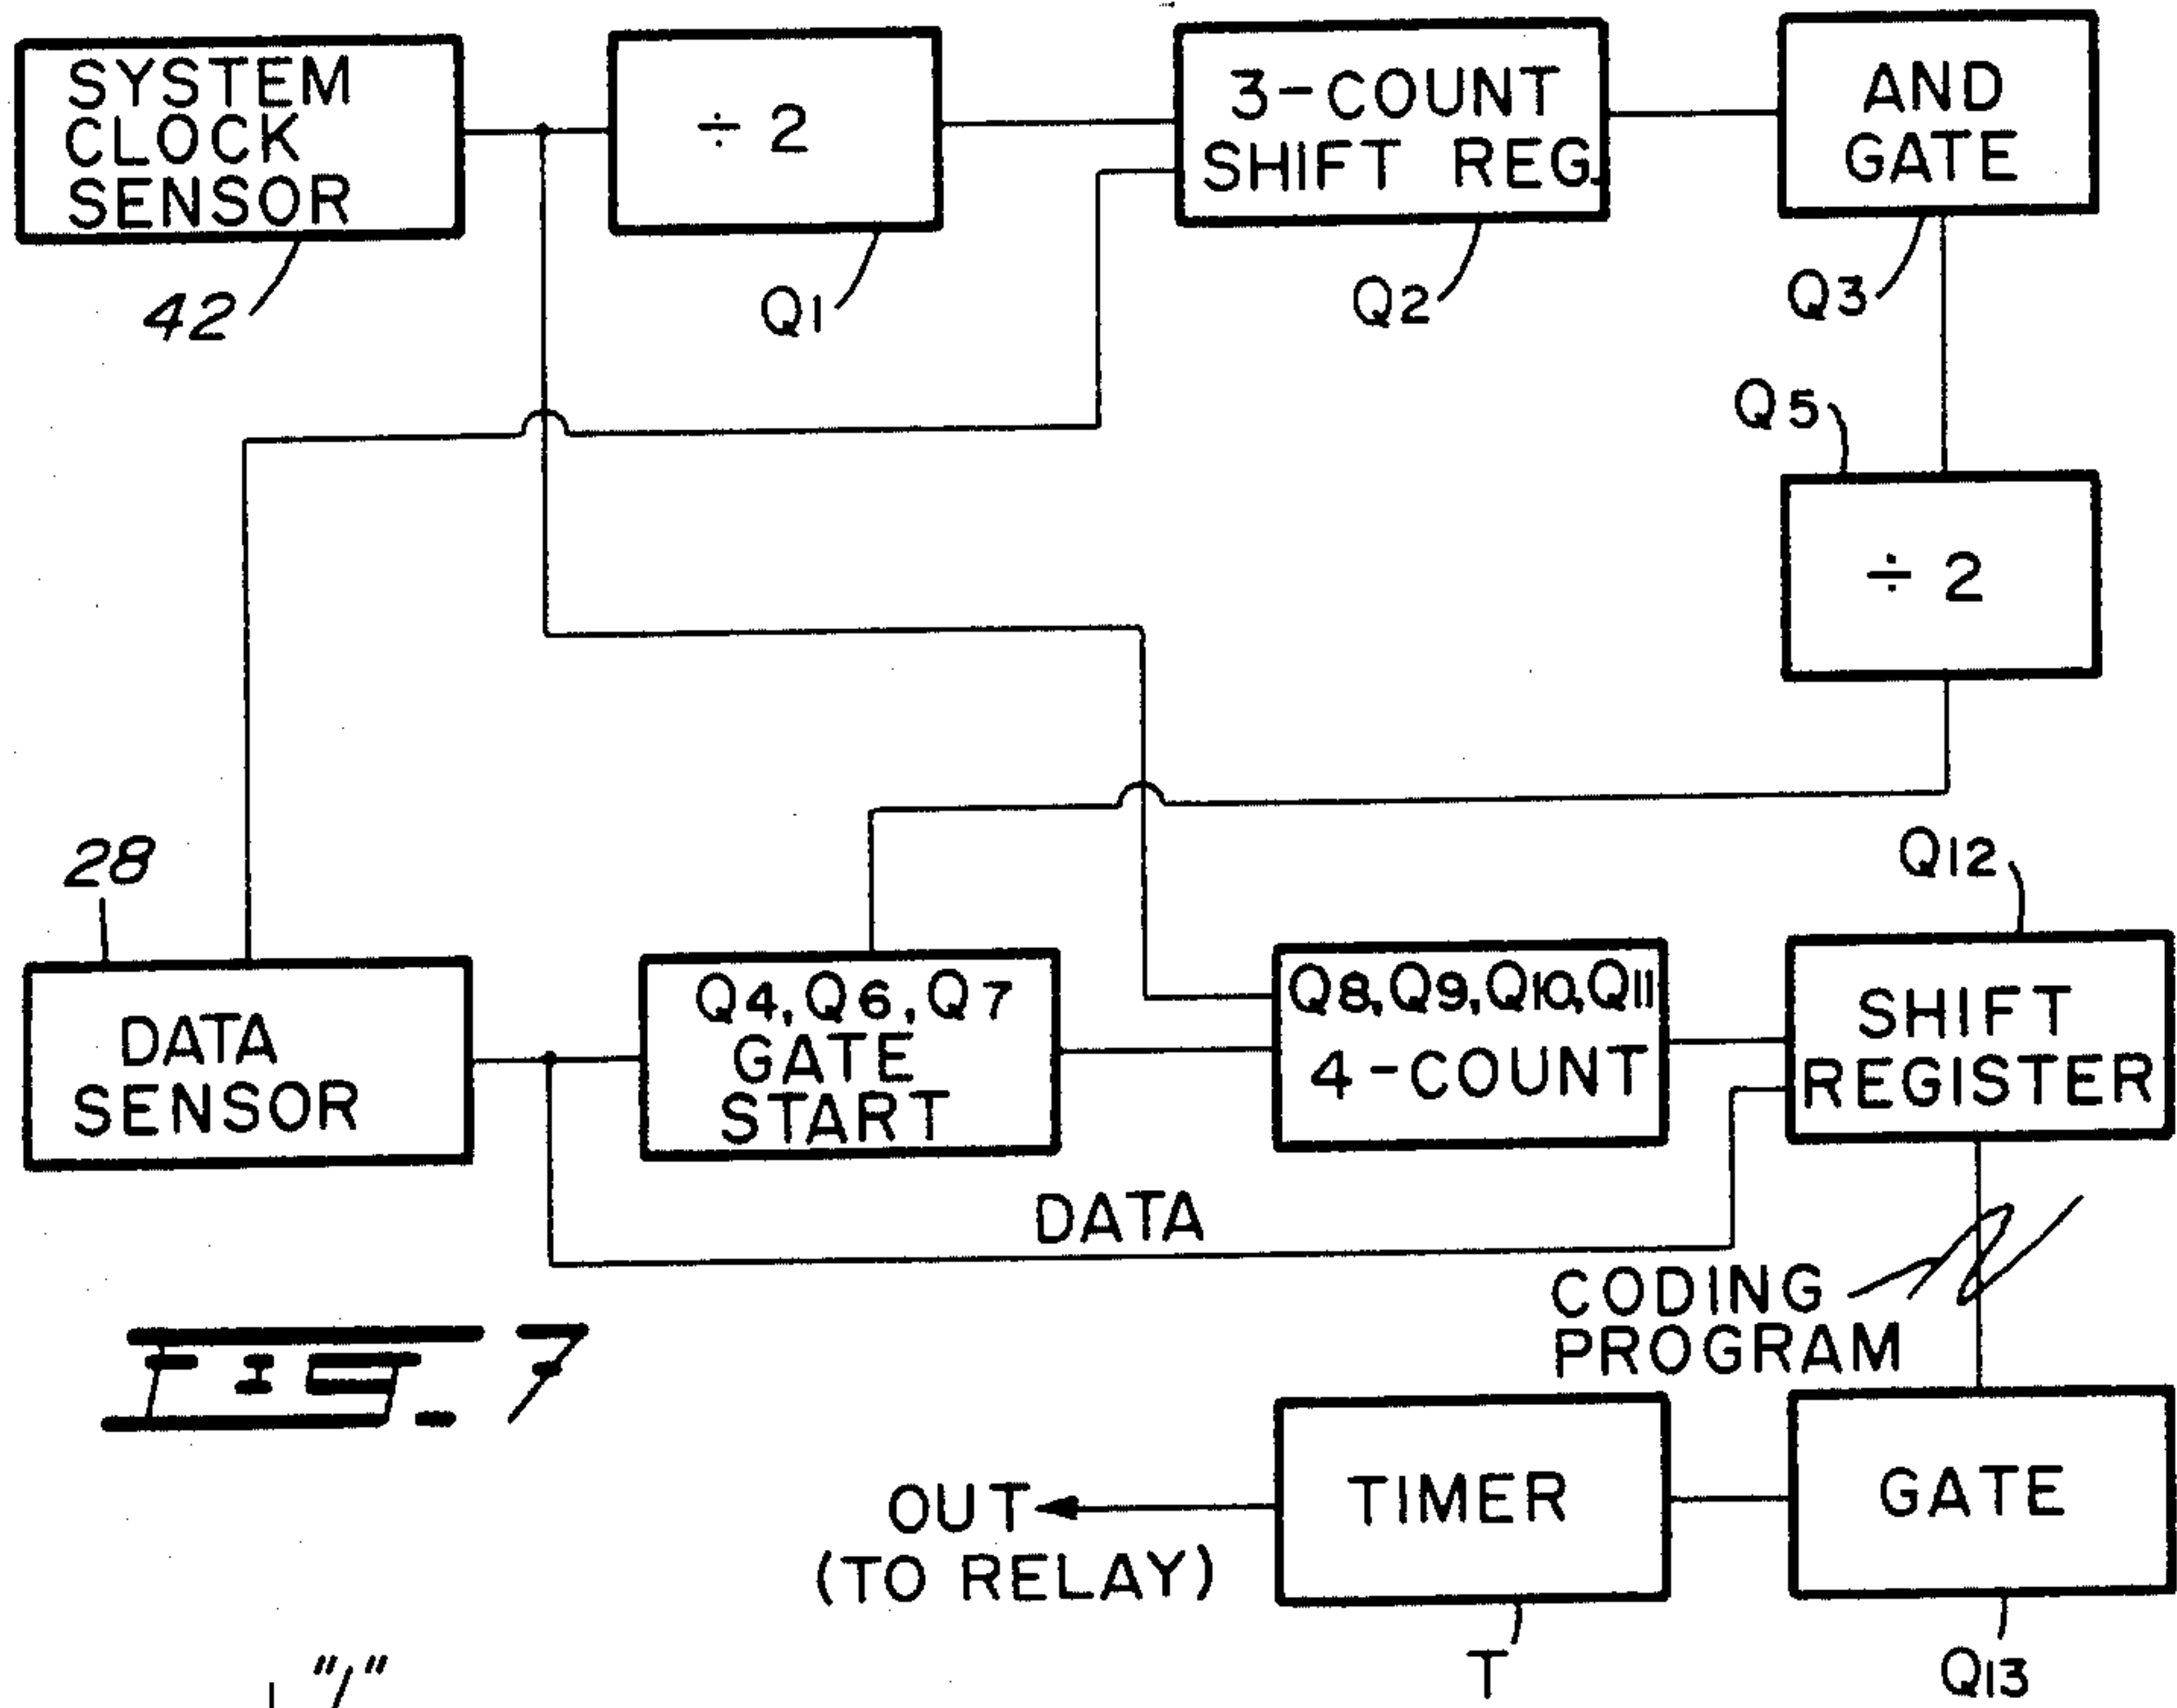 SYSTEM
CLOCK
SENSOR
42
÷ 2
Q1
3-COUNT
SHIFT REG.
Q2
AND
GATE
Q3
Q5
÷ 2
28
DATA
SENSOR
Q4, Q6, Q7
GATE
START
Q8, Q9, Q10, Q11
4-COUNT
Q12
SHIFT
REGISTER
DATA
CODING
PROGRAM
FIG_7
TIMER
T
GATE
Q13
OUT
(TO RELAY)
"1"